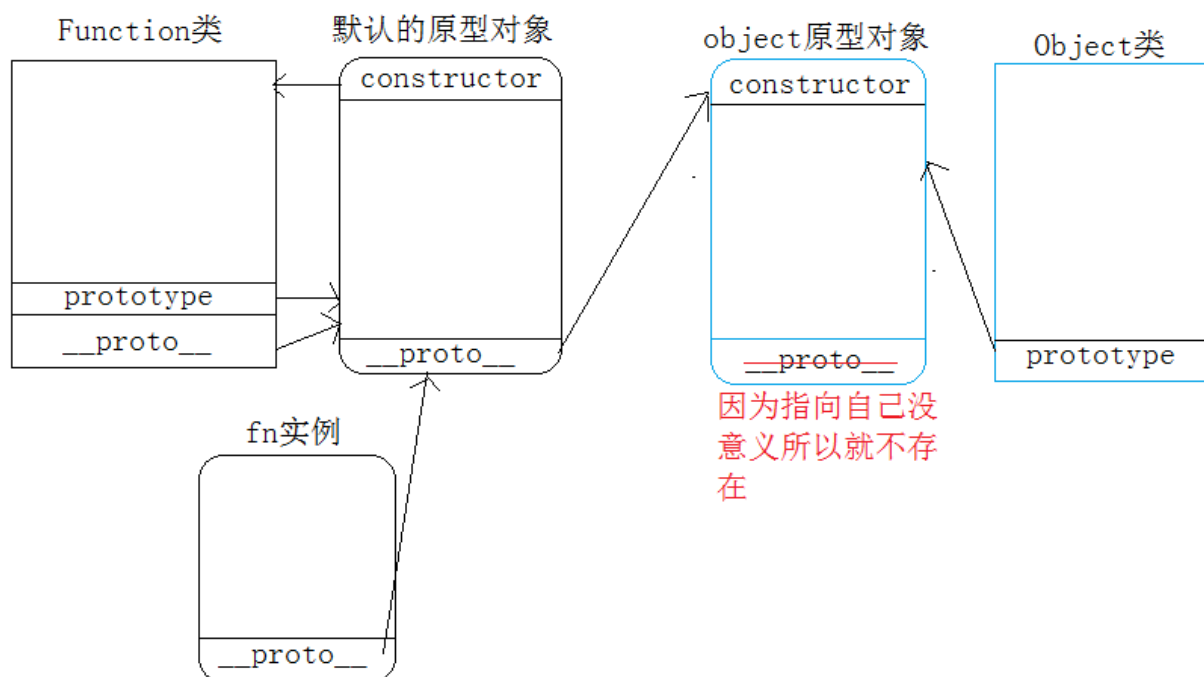 Function类
默认的原型对象
object原型对象
Object类
constructor
constructor
prototype
__proto__
__proto__
__proto__
prototype
因为指向自己没
意义所以就不存
在
fn实例
__proto__